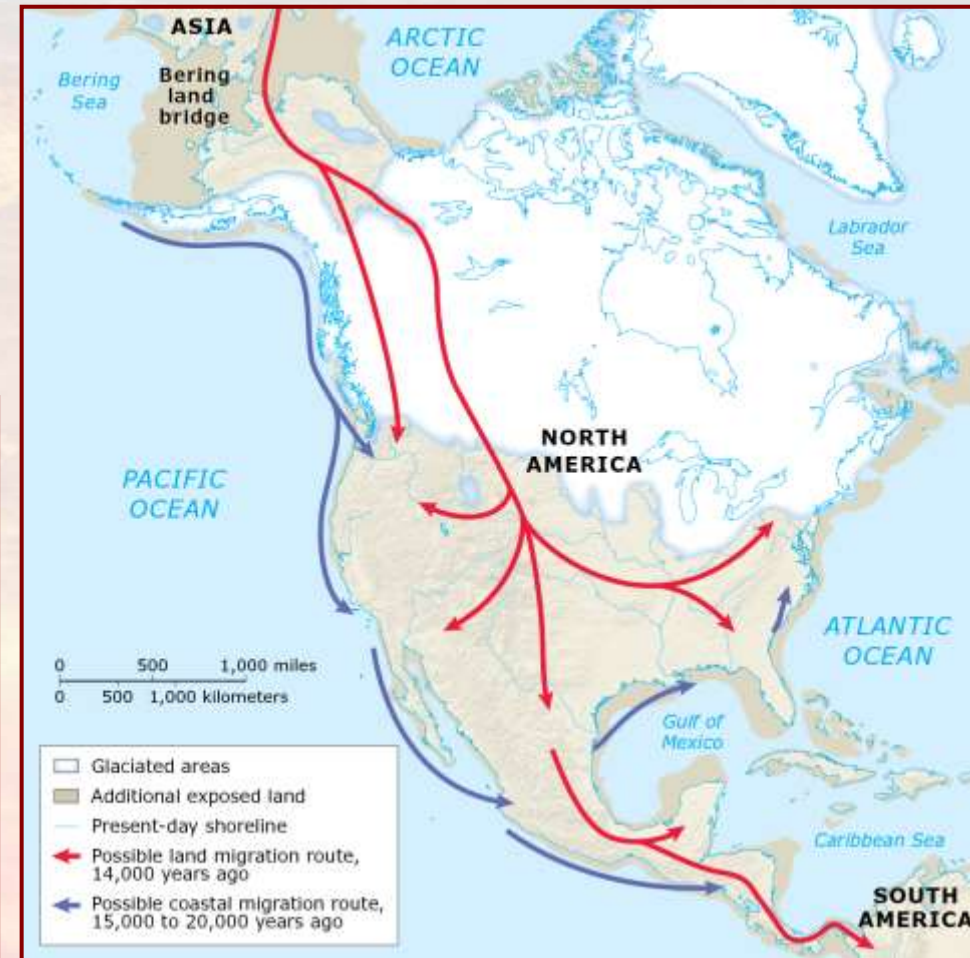 ASIA
ARCTIC
OCEAN
Bering
Sea
Bering
land
bridge
Labrador
Sea
NORTH
AMERICA
PACIFIC
OCEAN
ATLANTIC
OCEAN
0 500 1,000 miles
0 500 1,000 kilometers
Gulf of
Mexico
Caribbean Sea
SOUTH
AMERICA
Glaciated areas
Additional exposed land
Present-day shoreline
Possible land migration route,
14,000 years ago
Possible coastal migration route,
15,000 to 20,000 years ago